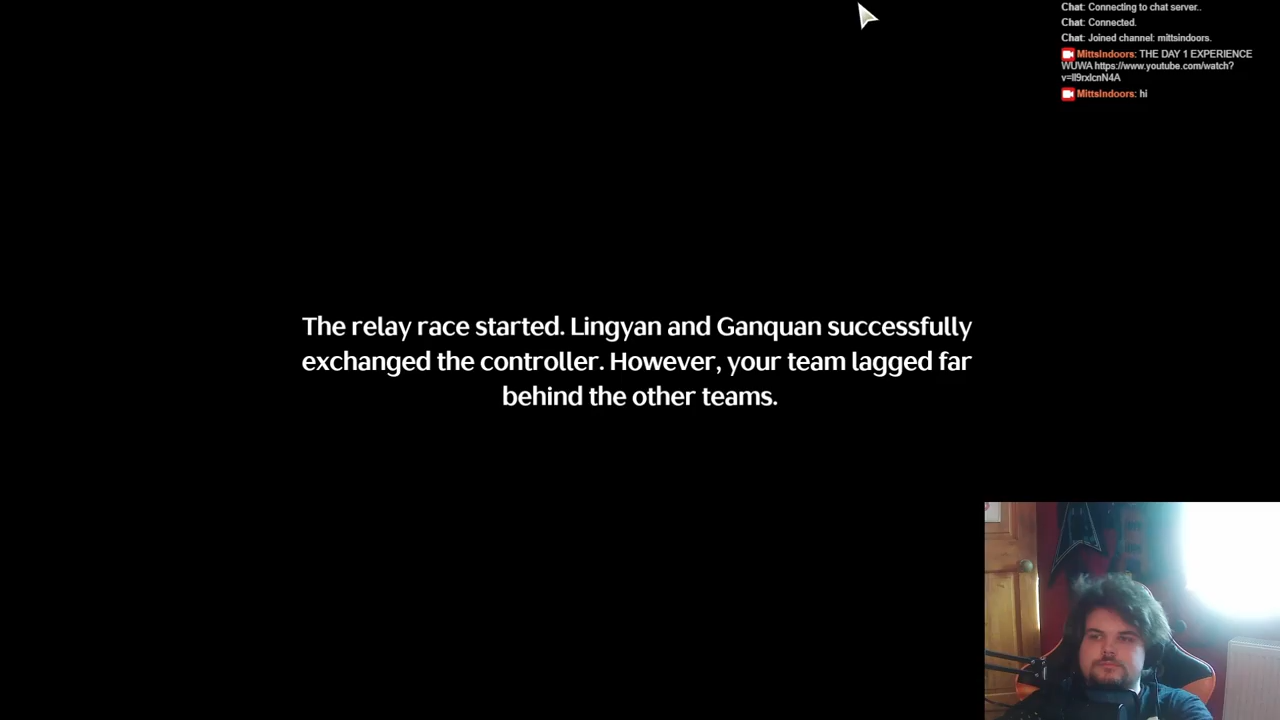 Chat: Connecting to chat server..
Chat: Connected.
Chat: Joined channel: mittsindoors.
MittsIndoors: THE DAY 1 EXPERIENCE
WUWA https://www.youtube.com/watch?
MittsIndoors: hi
The relay race started. Lingyan and Ganquan successfully
exchanged the controller. However, your team lagged far
behind the other teams.